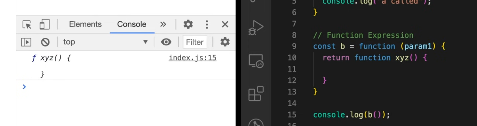 Elements Console »
top Filter
ƒ xyz() { index.js:15
}
>
5 console.log("a called");
6 }
7
8 // Function Expression
9 const b = function (param1) {
10 return function xyz() {
11
12 }
13 }
14
15 console.log(b());